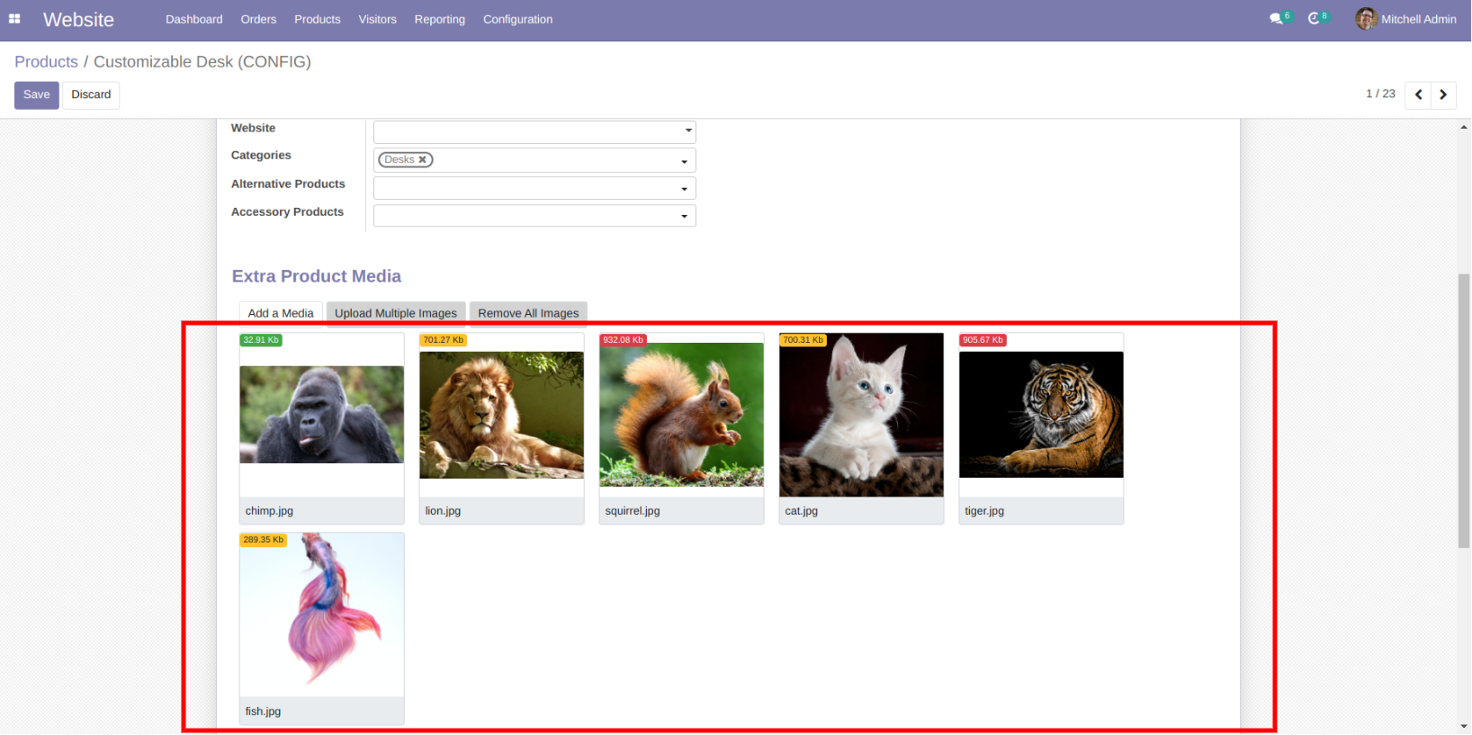 Website Dashboard Orders Products Visitors Reporting Configuration 6 8 Mitchell Admin
Products / Customizable Desk (CONFIG)
Save Discard 1 / 23
Website
Categories Desks ✖
Alternative Products
Accessory Products
Extra Product Media
Add a Media Upload Multiple Images Remove All Images
32.91 Kb 701.27 Kb 932.08 Kb 700.31 Kb 905.67 Kb
chimp.jpg lion.jpg squirrel.jpg cat.jpg tiger.jpg
289.35 Kb
fish.jpg